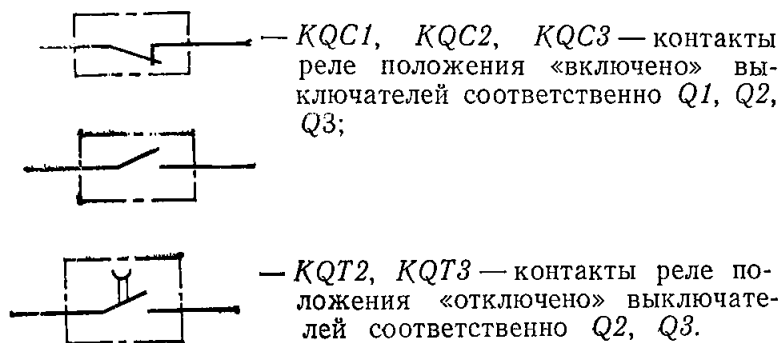 — KQC1, KQC2, KQC3 — контакты
реле положения «включено» вы-
ключателей соответственно Q1, Q2,
Q3;
— KQT2, KQT3 — контакты реле по-
ложения «отключено» выключате-
лей соответственно Q2, Q3.